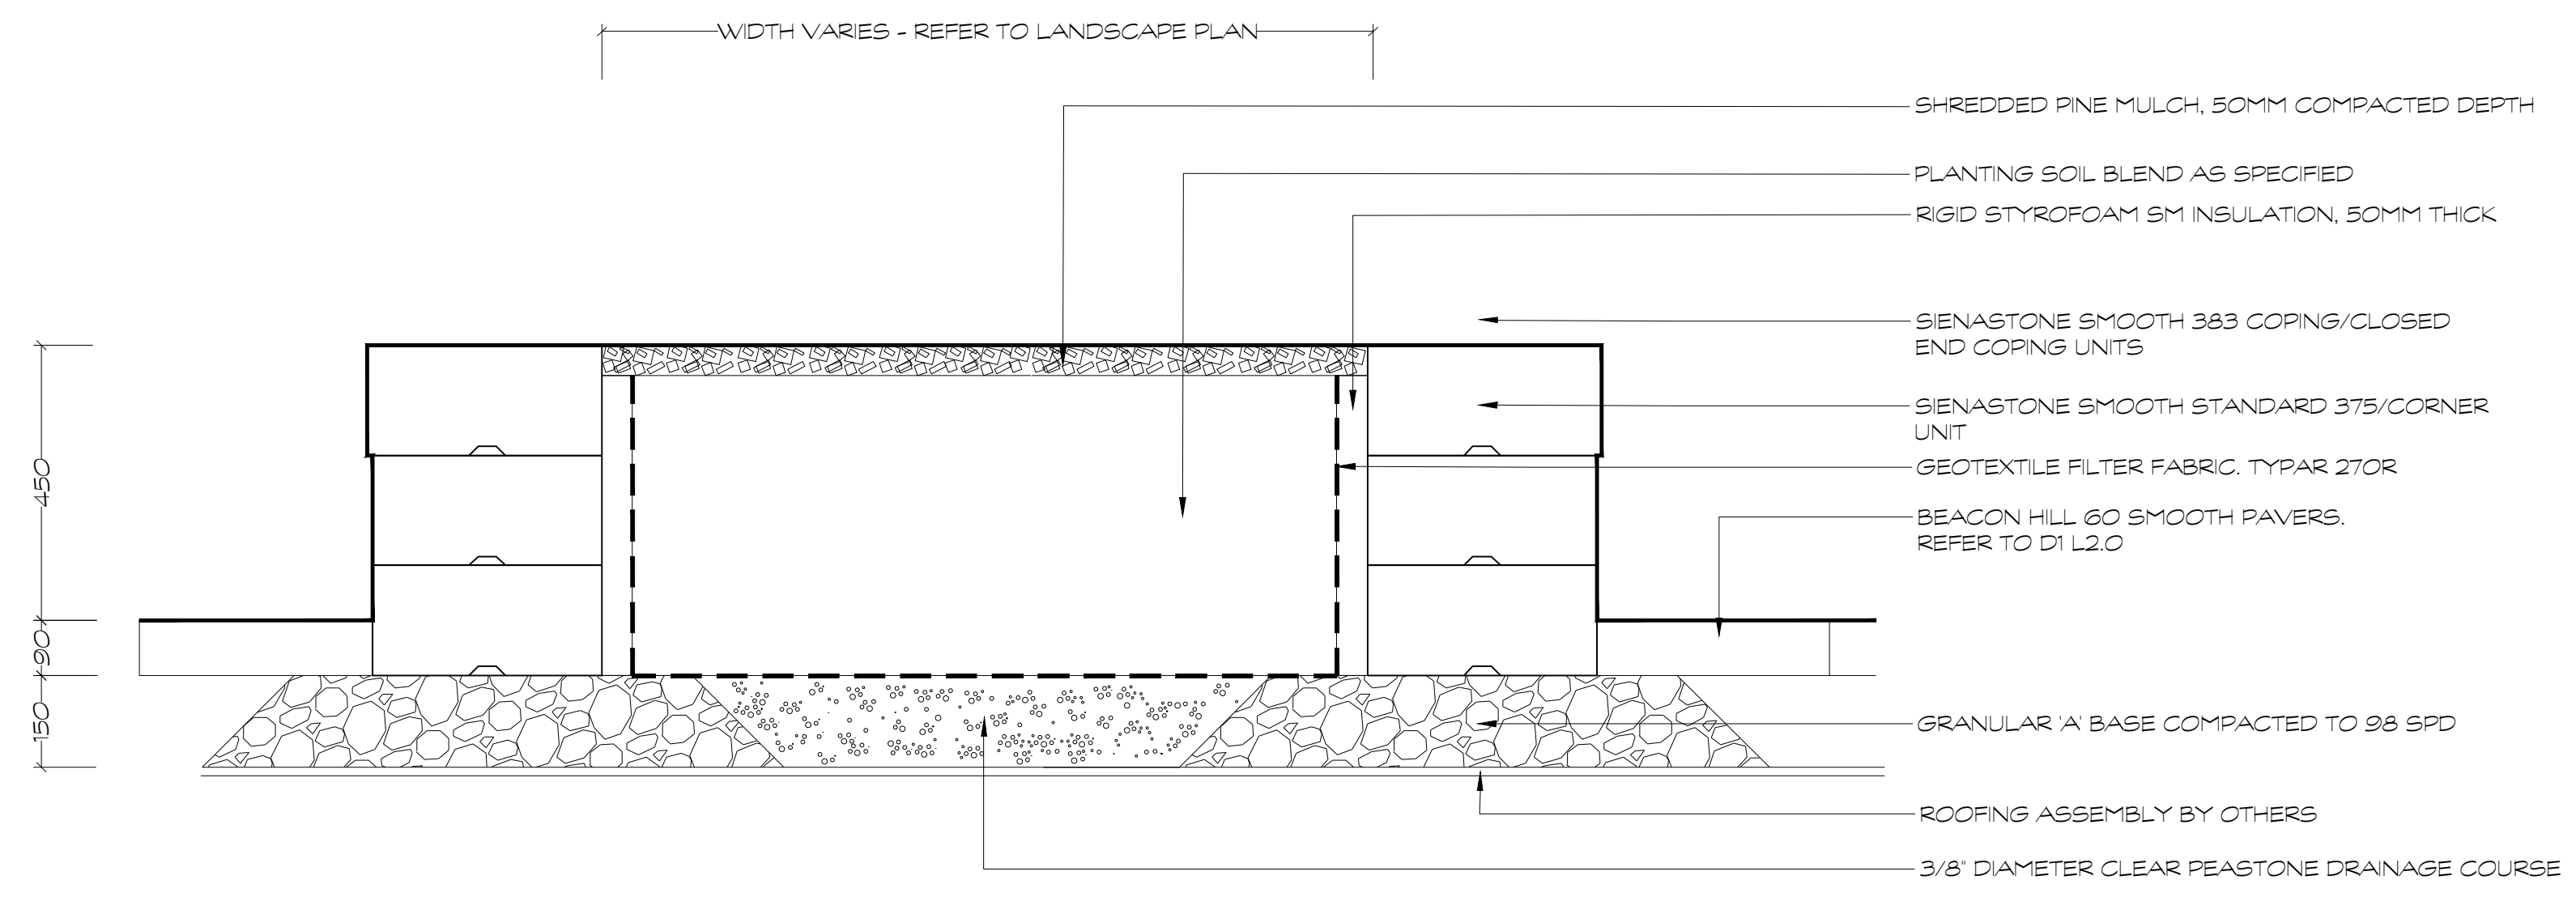 WIDTH VARIES - REFER TO LANDSCAPE PLAN
SHREDDED PINE MULCH, 50MM COMPACTED DEPTH
PLANTING SOIL BLEND AS SPECIFIED
RIGID STYROFOAM SM INSULATION, 50MM THICK
SIENASTONE SMOOTH 383 COPING/CLOSED
END COPING UNITS
SIENASTONE SMOOTH STANDARD 375/CORNER
UNIT
GEOTEXTILE FILTER FABRIC. TYPAR 270R
BEACON HILL 60 SMOOTH PAVERS.
REFER TO D1 L2.0
GRANULAR 'A' BASE COMPACTED TO 98 SPD
ROOFING ASSEMBLY BY OTHERS
3/8" DIAMETER CLEAR PEASTONE DRAINAGE COURSE
450
90
150